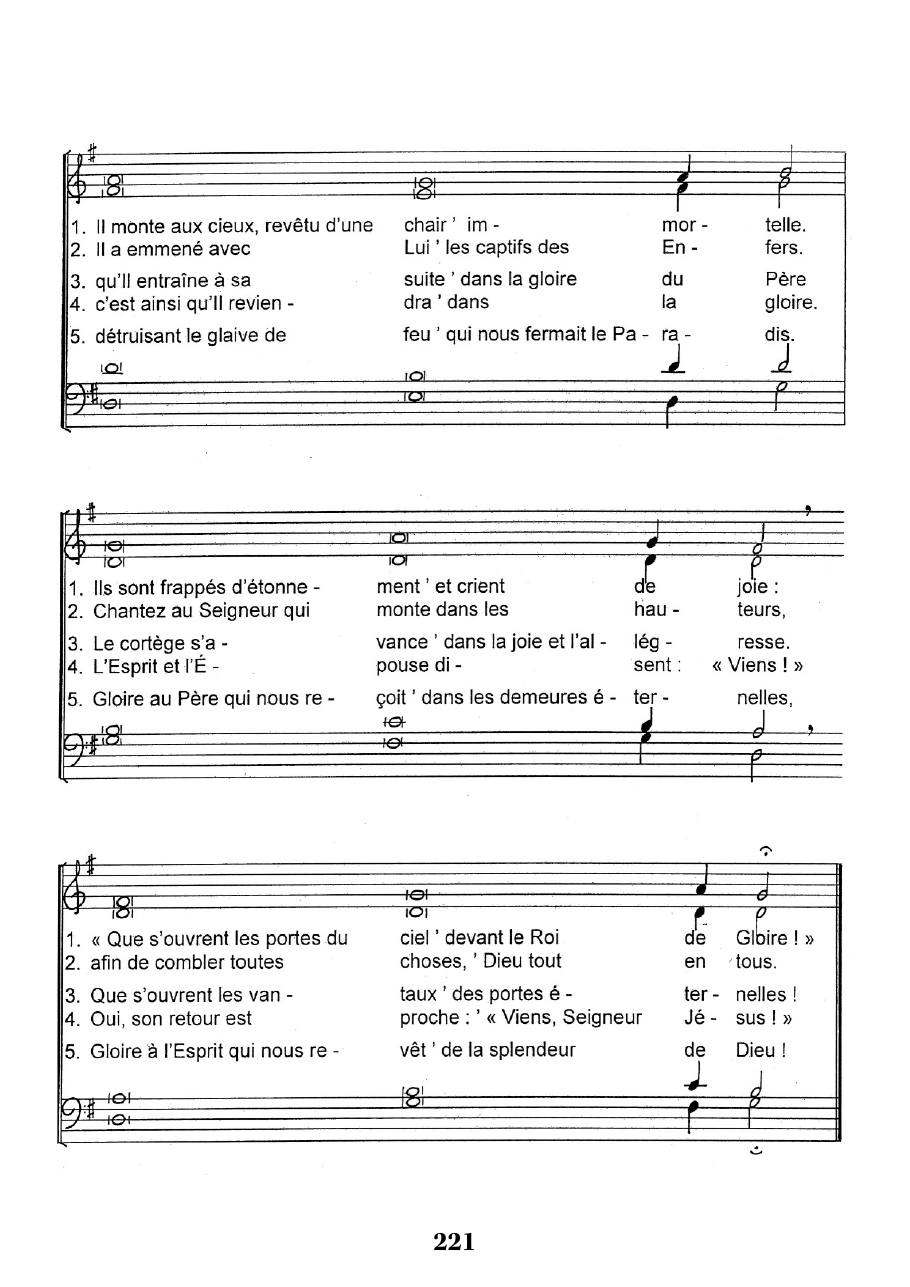 1. Il monte aux cieux, revêtu d'une chair ' im - mor - telle.
2. Il a emmené avec Lui ' les captifs des En - fers.
3. qu'Il entraîne à sa suite ' dans la gloire du Père
4. c'est ainsi qu'Il revien - dra ' dans la gloire.
5. détruisant le glaive de feu ' qui nous fermait le Pa - ra - dis.
1. Ils sont frappés d'étonne - ment ' et crient de joie :
2. Chantez au Seigneur qui monte dans les hau - teurs,
3. Le cortège s'a - vance ' dans la joie et l'al - lég - resse.
4. L'Esprit et l'É - pouse di - sent : « Viens ! »
5. Gloire au Père qui nous re - çoit ' dans les demeures é - ter - nelles,
1. « Que s'ouvrent les portes du ciel ' devant le Roi de Gloire ! »
2. afin de combler toutes choses, ' Dieu tout en tous.
3. Que s'ouvrent les van - taux ' des portes é - ter - nelles !
4. Oui, son retour est proche : ' « Viens, Seigneur Jé - sus ! »
5. Gloire à l'Esprit qui nous re - vêt ' de la splendeur de Dieu !
221